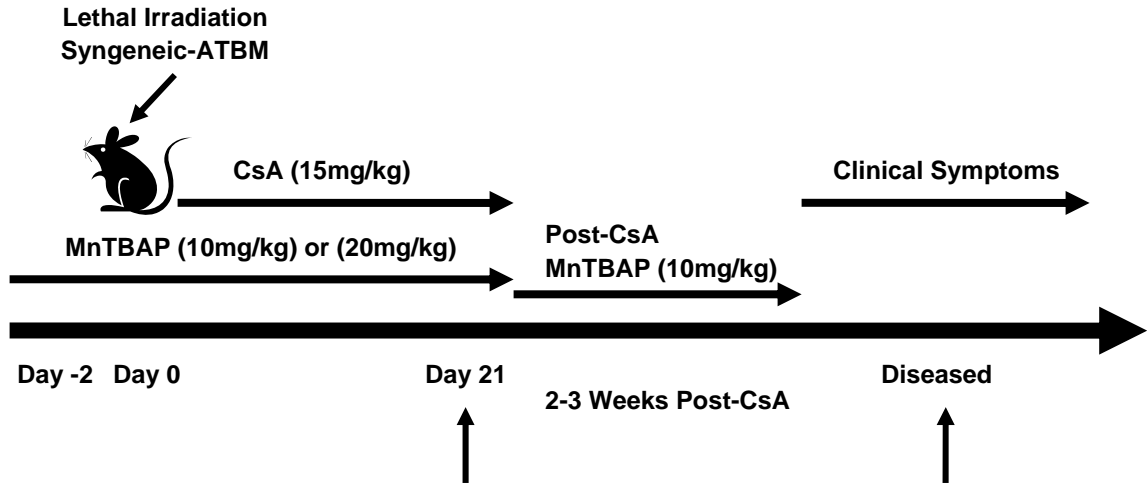 Lethal Irradiation
Syngeneic-ATBM
CsA (15mg/kg)
Clinical Symptoms
MnTBAP (10mg/kg) or (20mg/kg)
Post-CsA
MnTBAP (10mg/kg)
Day -2
Day 0
Day 21
Diseased
2-3 Weeks Post-CsA